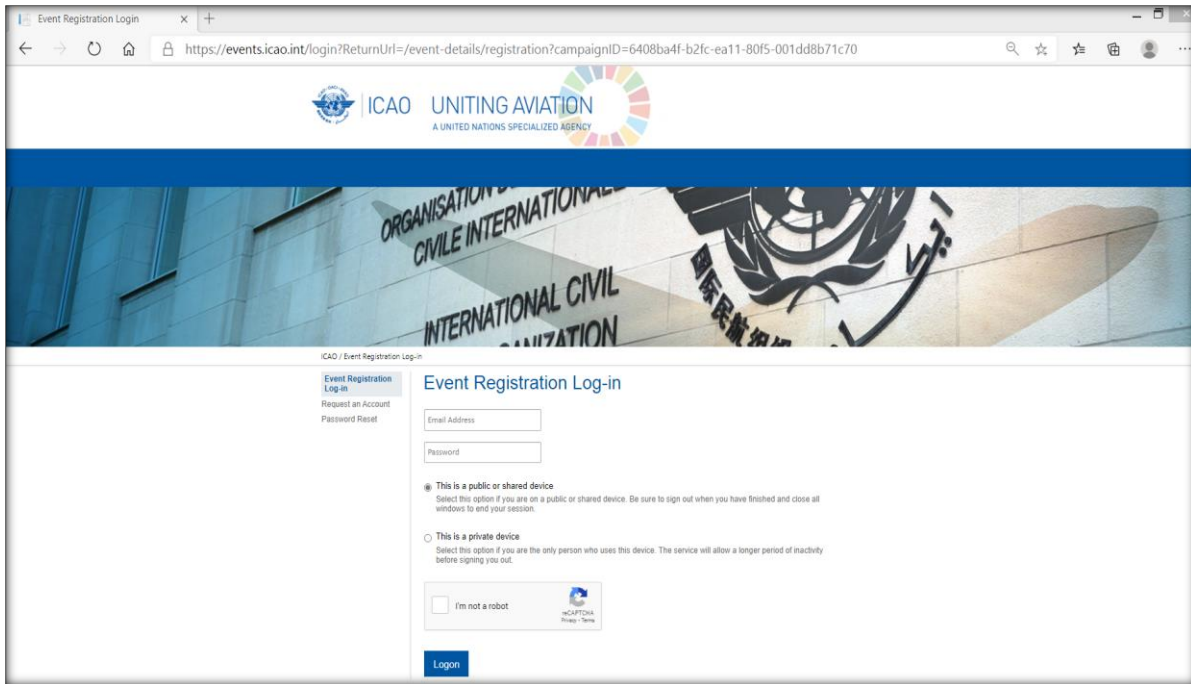 Event Registration Login
https://events.icao.int/login?ReturnUrl=/event-details/registration?campaignID=6408ba4f-b2fc-ea11-80f5-001dd8b71c70
ICAO UNITING AVIATION
A UNITED NATIONS SPECIALIZED AGENCY
ORGANISATION
CIVILE INTERNATIONALE
INTERNATIONAL CIVIL
国际民航组织
ICAO / Event Registration Log-in
Event Registration
Log-in
Request an Account
Password Reset
Event Registration Log-in
Email Address
Password
This is a public or shared device
Select this option if you are on a public or shared device. Be sure to sign out when you have finished and close all
windows to end your session.
This is a private device
Select this option if you are the only person who uses this device. The service will allow a longer period of inactivity
before signing you out.
I'm not a robot
reCAPTCHA
Privacy - Terms
Logon